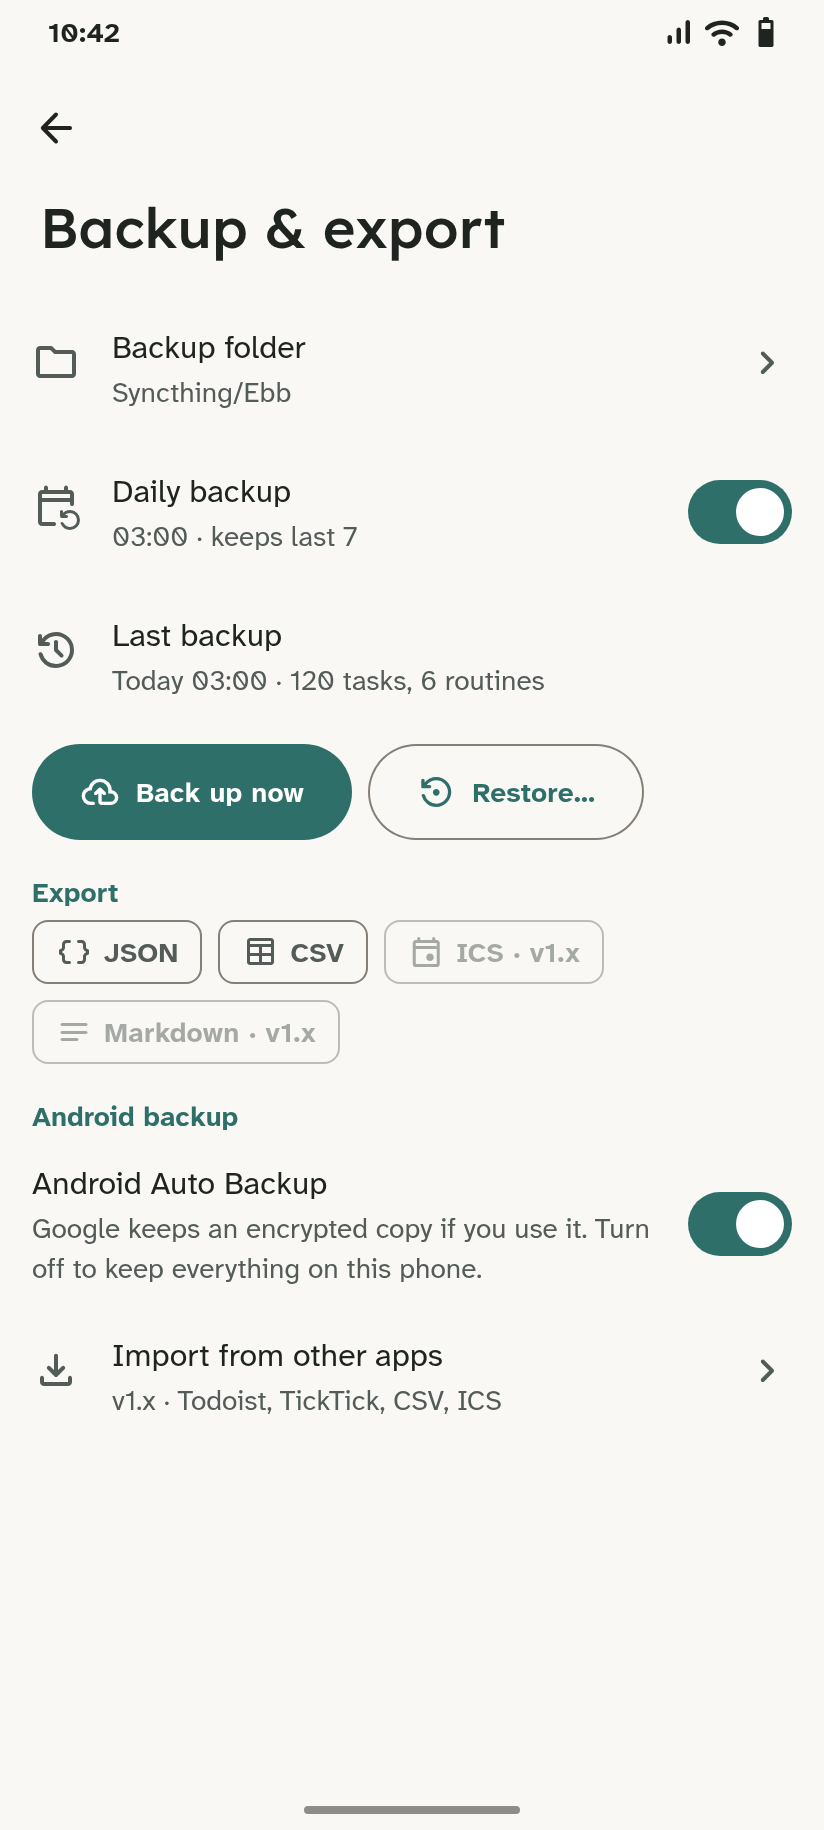 10:42
Backup & export
Backup folder
Syncthing/Ebb
Daily backup
03:00 · keeps last 7
Last backup
Today 03:00 · 120 tasks, 6 routines
Back up now
Restore...
Export
{} JSON
CSV
ICS · v1.x
Markdown · v1.x
Android backup
Android Auto Backup
Google keeps an encrypted copy if you use it. Turn
off to keep everything on this phone.
Import from other apps
v1.x · Todoist, TickTick, CSV, ICS